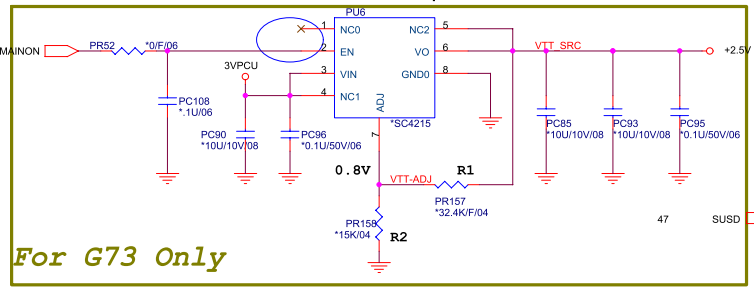 PU6
MAINON
PR52
*0/F/06
1
NC0
NC2
5
2
EN
VO
6
VTT_SRC
+2.5V
3VPCU
3
VIN
GND0
8
4
NC1
ADJ
*SC4215
7
PC108
*.1U/06
PC90
*10U/10V/08
PC96
*0.1U/50V/06
PC85
*10U/10V/08
PC93
*10U/10V/08
PC95
*0.1U/50V/06
0.8V
VTT-ADJ
R1
PR157
*32.4K/F/04
PR158
*15K/04
R2
47
SUSD
For G73 Only